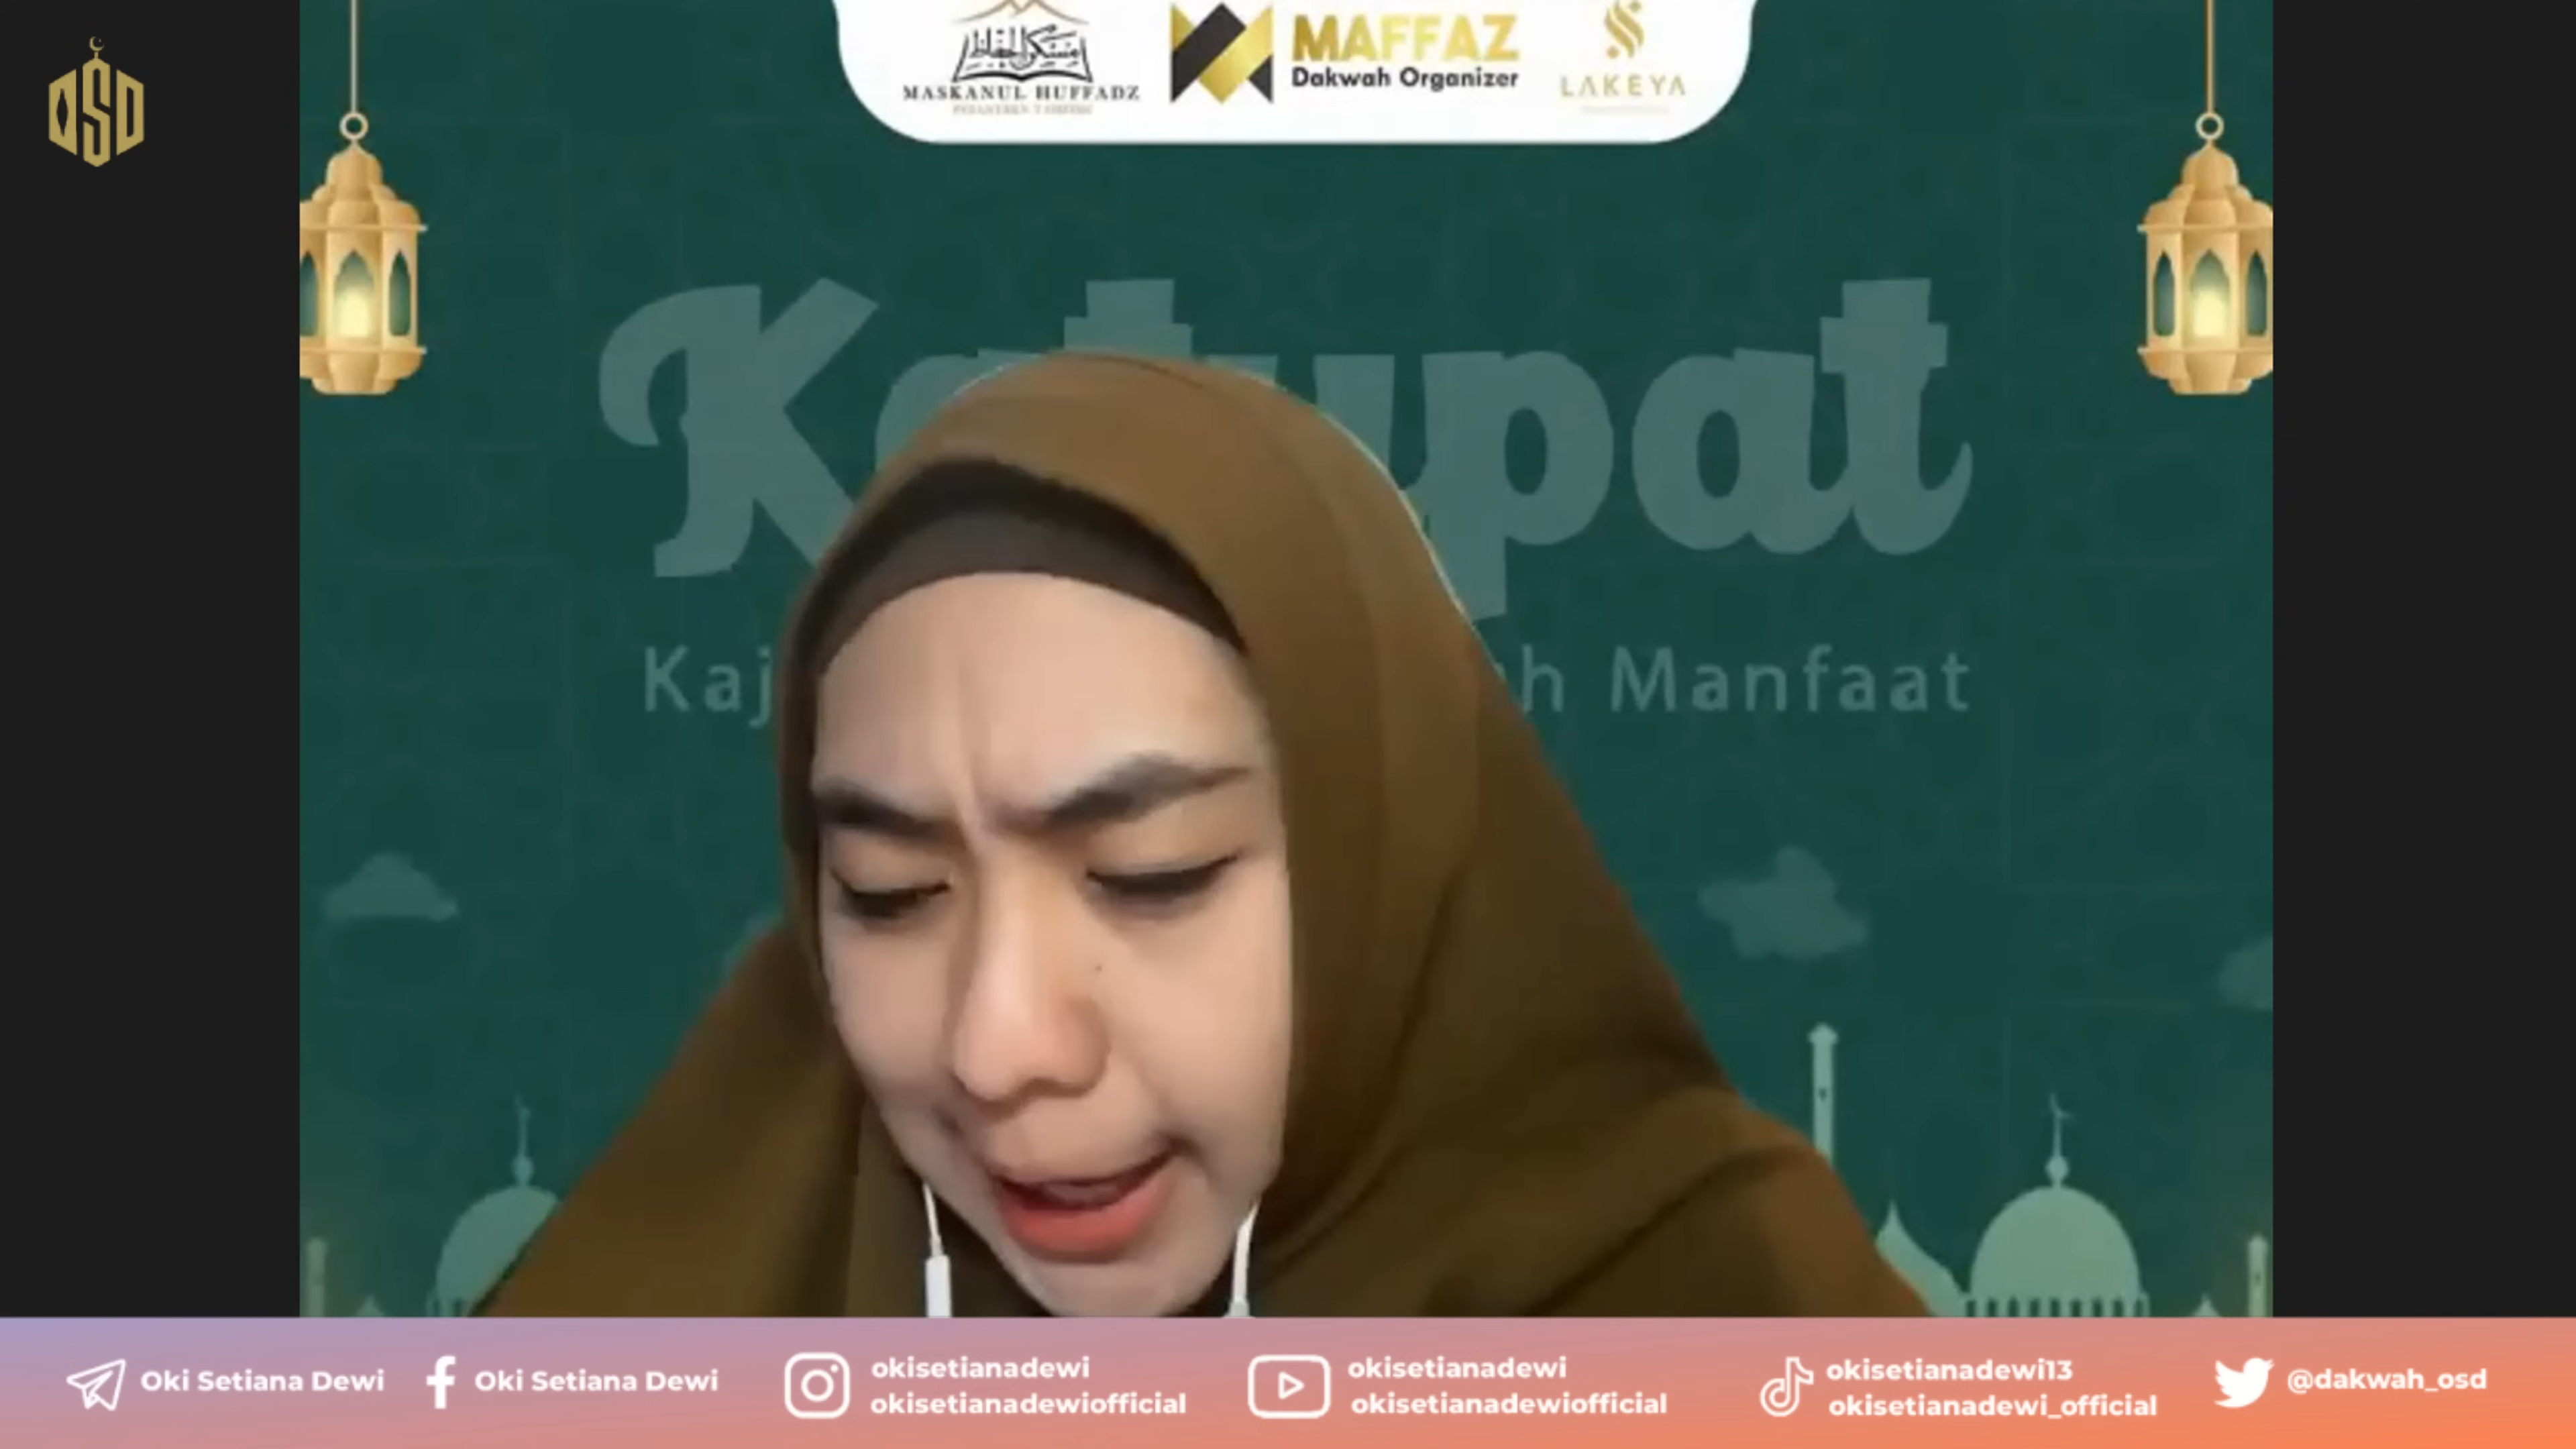 OSD
MASKANUL HUFFADZ
MAFFAZ
Dakwah Organizer
LAKEYA
Katupat
Manfaat
Oki Setiana Dewi
Oki Setiana Dewi
okisetianadewi
okisetianadewiofficial
okisetianadewi
okisetianadewiofficial
okisetianadewi13
okisetianadewi_official
@dakwah_osd